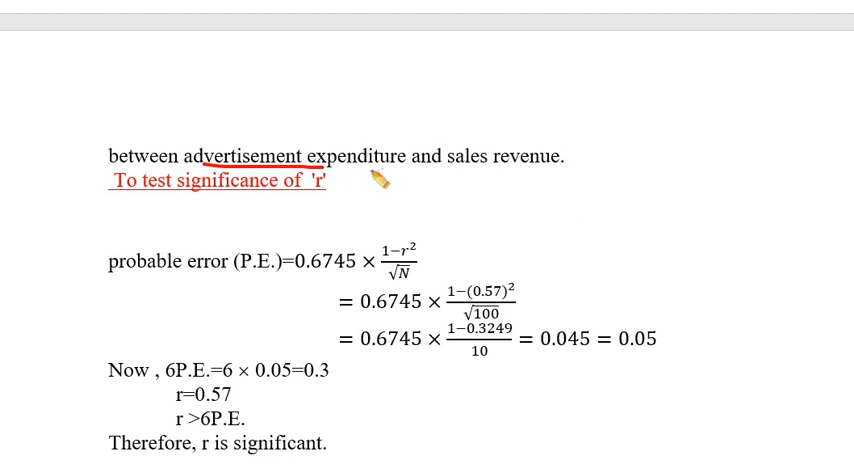 between advertisement expenditure and sales revenue.
To test significance of 'r'
probable error (P.E.)=0.6745 × (1−r²)/√N
= 0.6745 × (1−(0.57)²)/√100
= 0.6745 × (1−0.3249)/10 = 0.045 = 0.05
Now , 6P.E.=6 × 0.05=0.3
r=0.57
r >6P.E.
Therefore, r is significant.